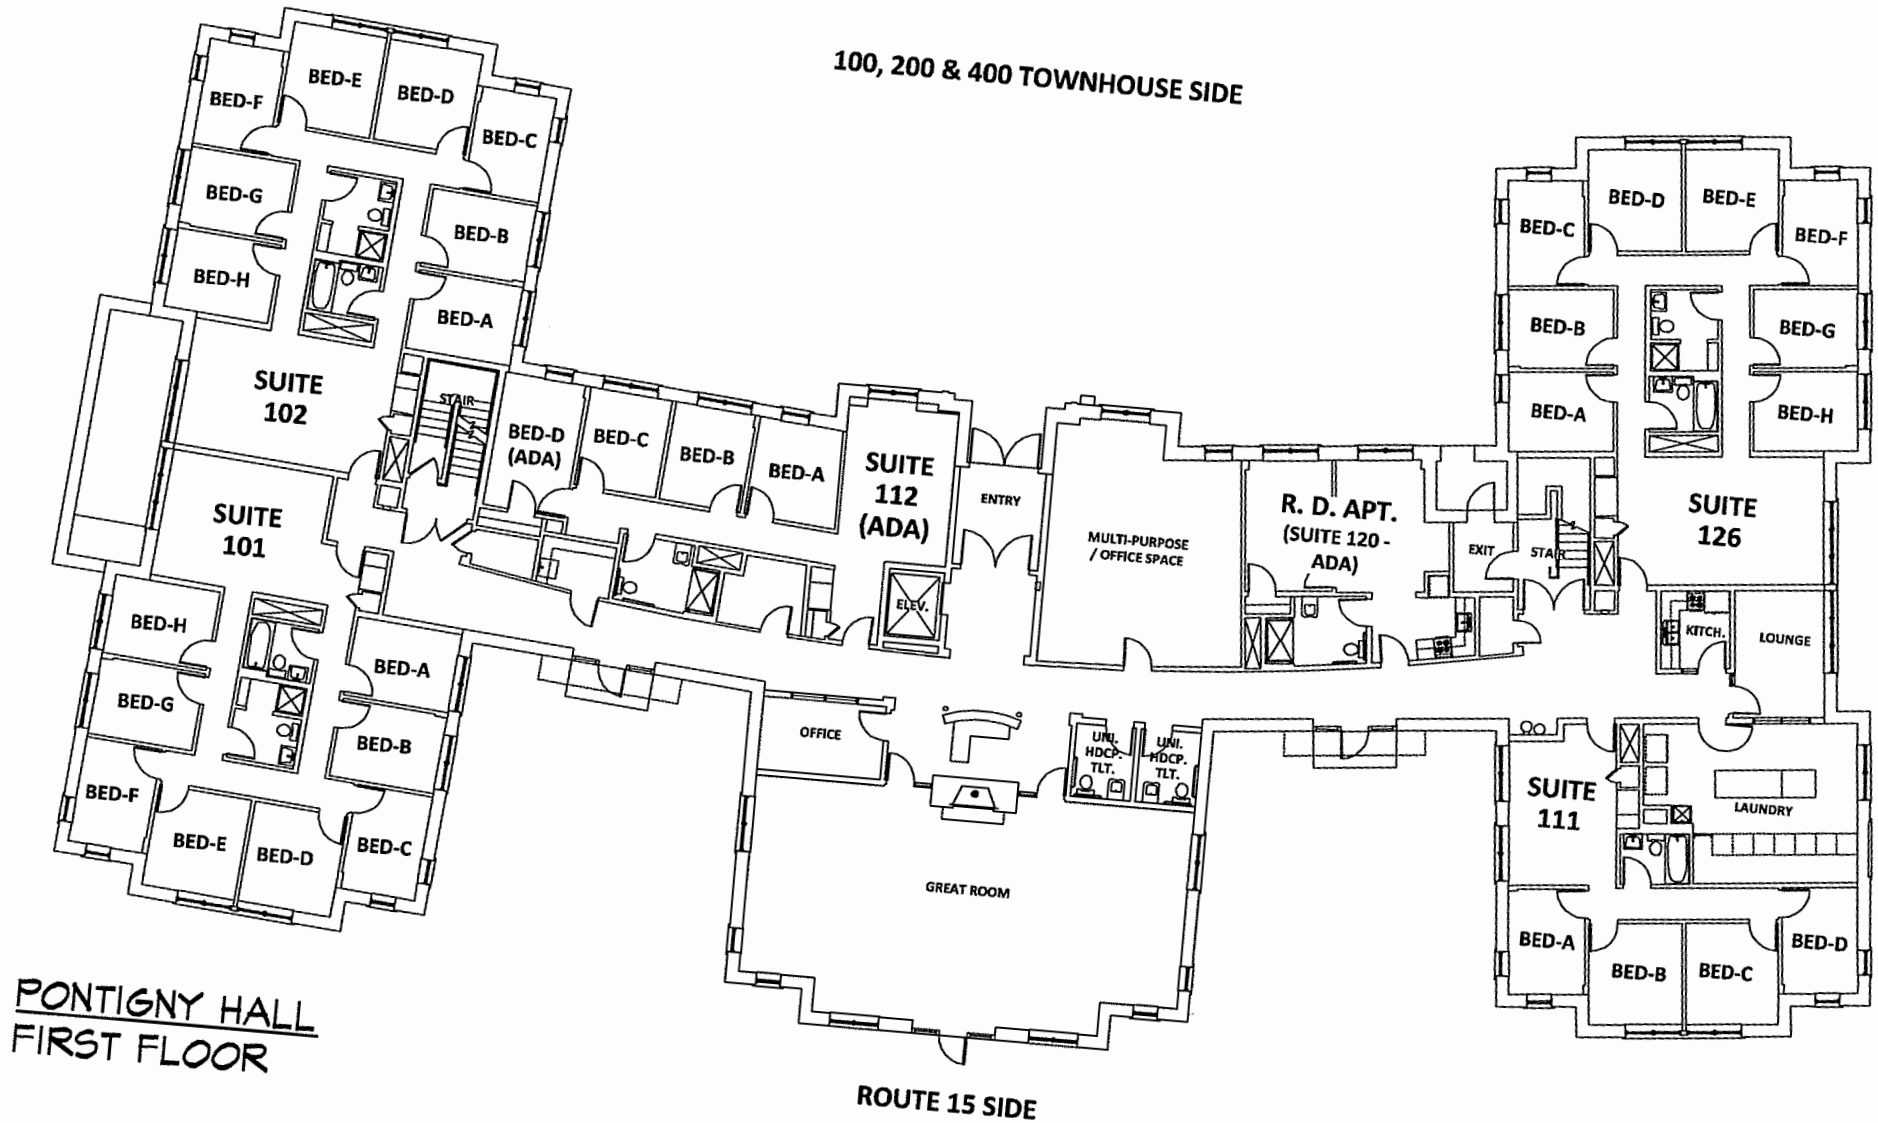 100, 200 & 400 TOWNHOUSE SIDE
BED-F
BED-E
BED-D
BED-C
BED-G
BED-B
BED-H
BED-A
SUITE
102
STAIR
SUITE
101
BED-D
(ADA)
BED-C
BED-B
BED-A
SUITE
112
(ADA)
ELEV.
ENTRY
MULTI-PURPOSE
/ OFFICE SPACE
R. D. APT.
(SUITE 120 -
ADA)
EXIT
STAIR
BED-C
BED-D
BED-E
BED-F
BED-B
BED-G
BED-A
BED-H
SUITE
126
KITCH.
LOUNGE
BED-H
BED-A
BED-G
BED-B
BED-F
BED-E
BED-D
BED-C
OFFICE
UNI.
HDCP.
TLT.
UNI.
HDCP.
TLT.
GREAT ROOM
SUITE
111
LAUNDRY
BED-A
BED-B
BED-C
BED-D
PONTIGNY HALL
FIRST FLOOR
ROUTE 15 SIDE